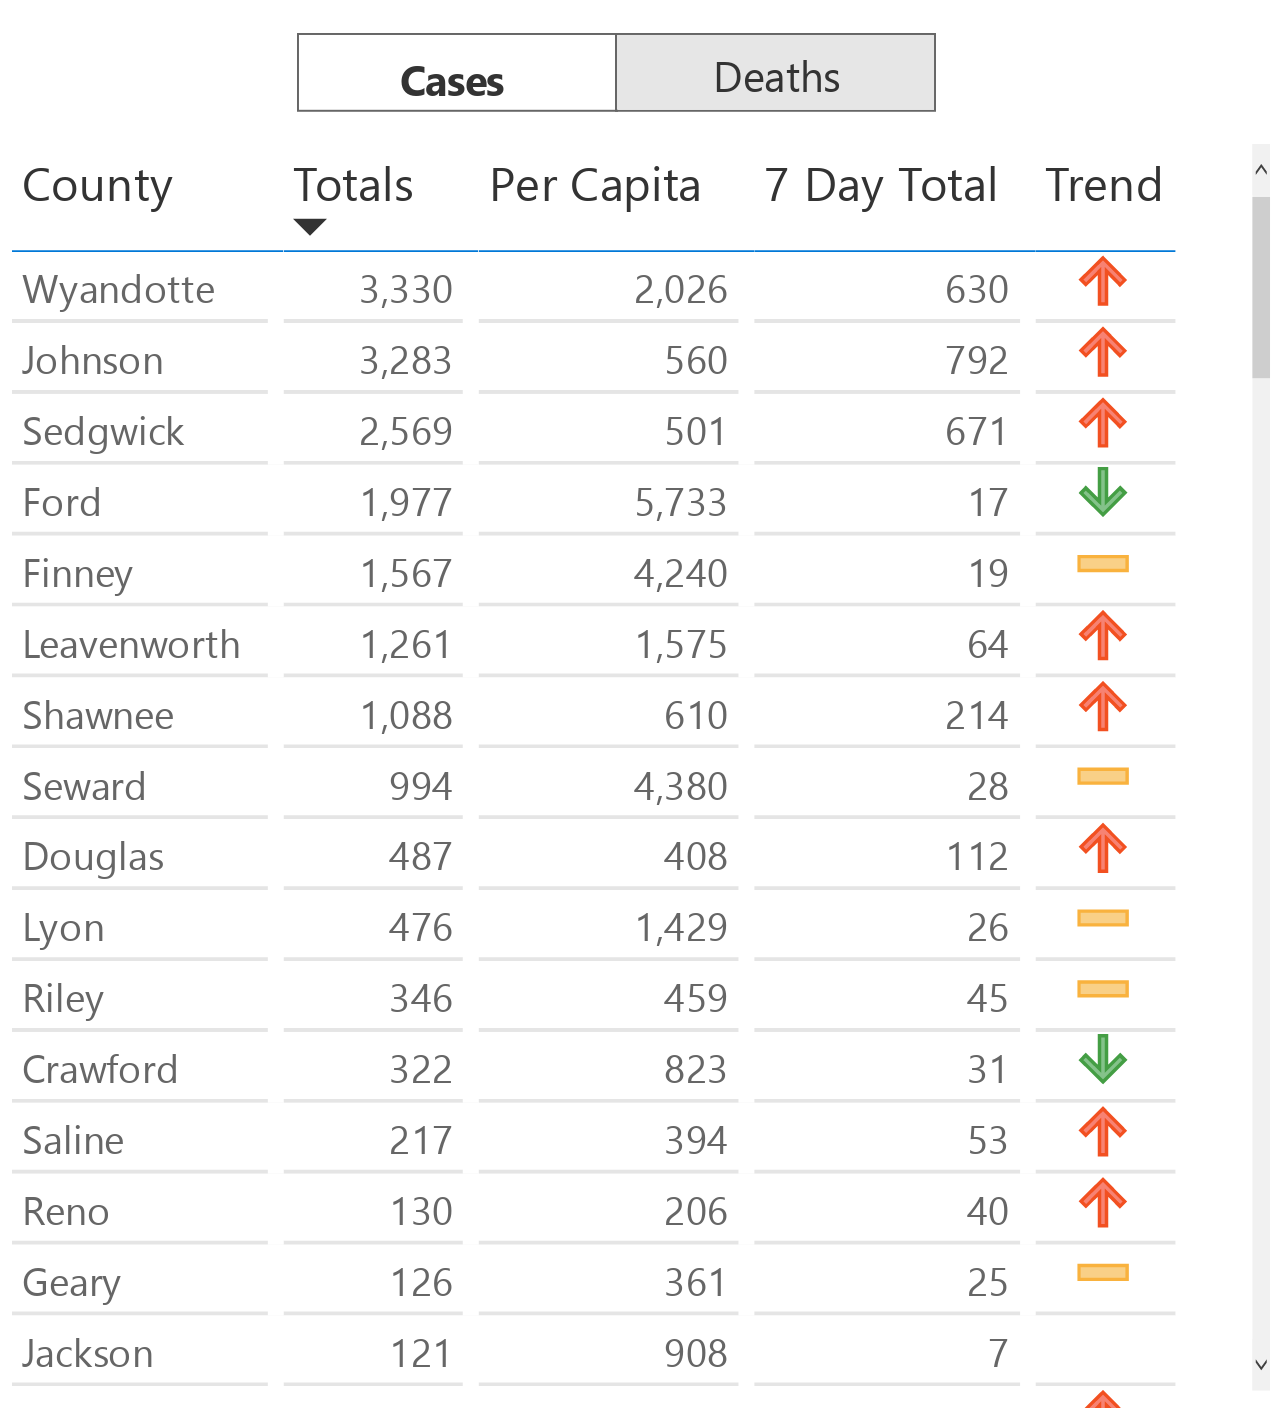 Cases Deaths
County Totals Per Capita 7 Day Total Trend
Wyandotte 3,330 2,026 630
Johnson 3,283 560 792
Sedgwick 2,569 501 671
Ford 1,977 5,733 17
Finney 1,567 4,240 19
Leavenworth 1,261 1,575 64
Shawnee 1,088 610 214
Seward 994 4,380 28
Douglas 487 408 112
Lyon 476 1,429 26
Riley 346 459 45
Crawford 322 823 31
Saline 217 394 53
Reno 130 206 40
Geary 126 361 25
Jackson 121 908 7